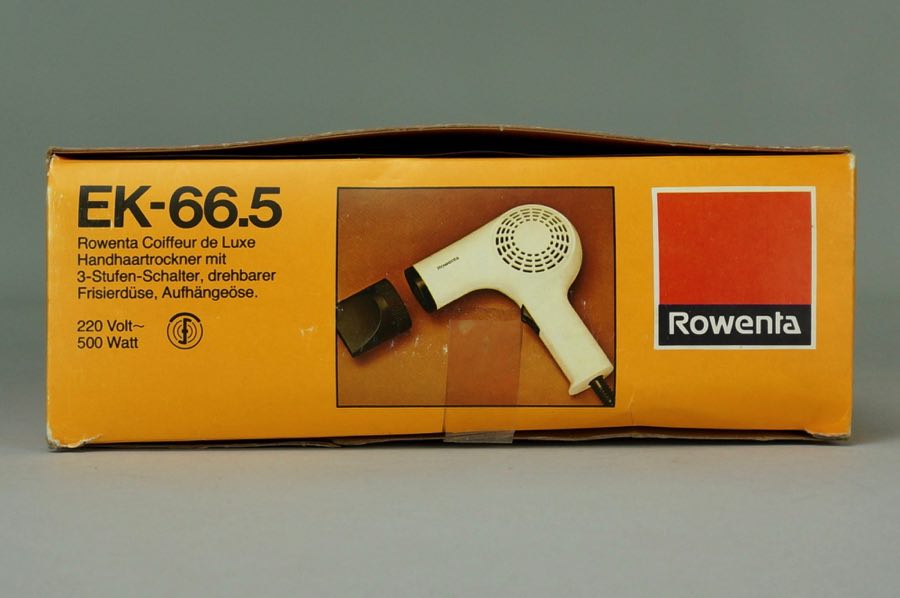 EK-66.5
Rowenta Coiffeur de Luxe
Handhaartrockner mit
3-Stufen-Schalter, drehbarer
Frisierdüse, Aufhängeöse.
220 Volt~
500 Watt
Rowenta
Rowenta